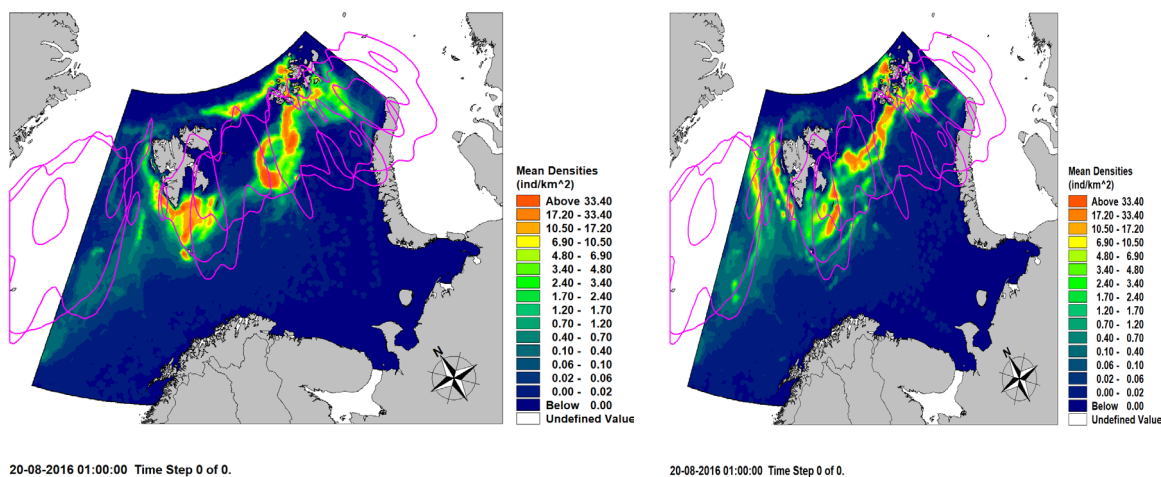 Mean Densities
(ind/km^2)
Above 33.40
17.20 - 33.40
10.50 - 17.20
6.90 - 10.50
4.80 - 6.90
3.40 - 4.80
2.40 - 3.40
1.70 - 2.40
1.20 - 1.70
0.70 - 1.20
0.40 - 0.70
0.10 - 0.40
0.06 - 0.10
0.02 - 0.06
0.00 - 0.02
Below 0.00
Undefined Value
N
20-08-2016 01:00:00 Time Step 0 of 0.
Mean Densities
(ind/km^2)
Above 33.40
17.20 - 33.40
10.50 - 17.20
6.90 - 10.50
4.80 - 6.90
3.40 - 4.80
2.40 - 3.40
1.70 - 2.40
1.20 - 1.70
0.70 - 1.20
0.40 - 0.70
0.10 - 0.40
0.06 - 0.10
0.02 - 0.06
0.00 - 0.02
Below 0.00
Undefined Value
N
20-08-2016 01:00:00 Time Step 0 of 0.